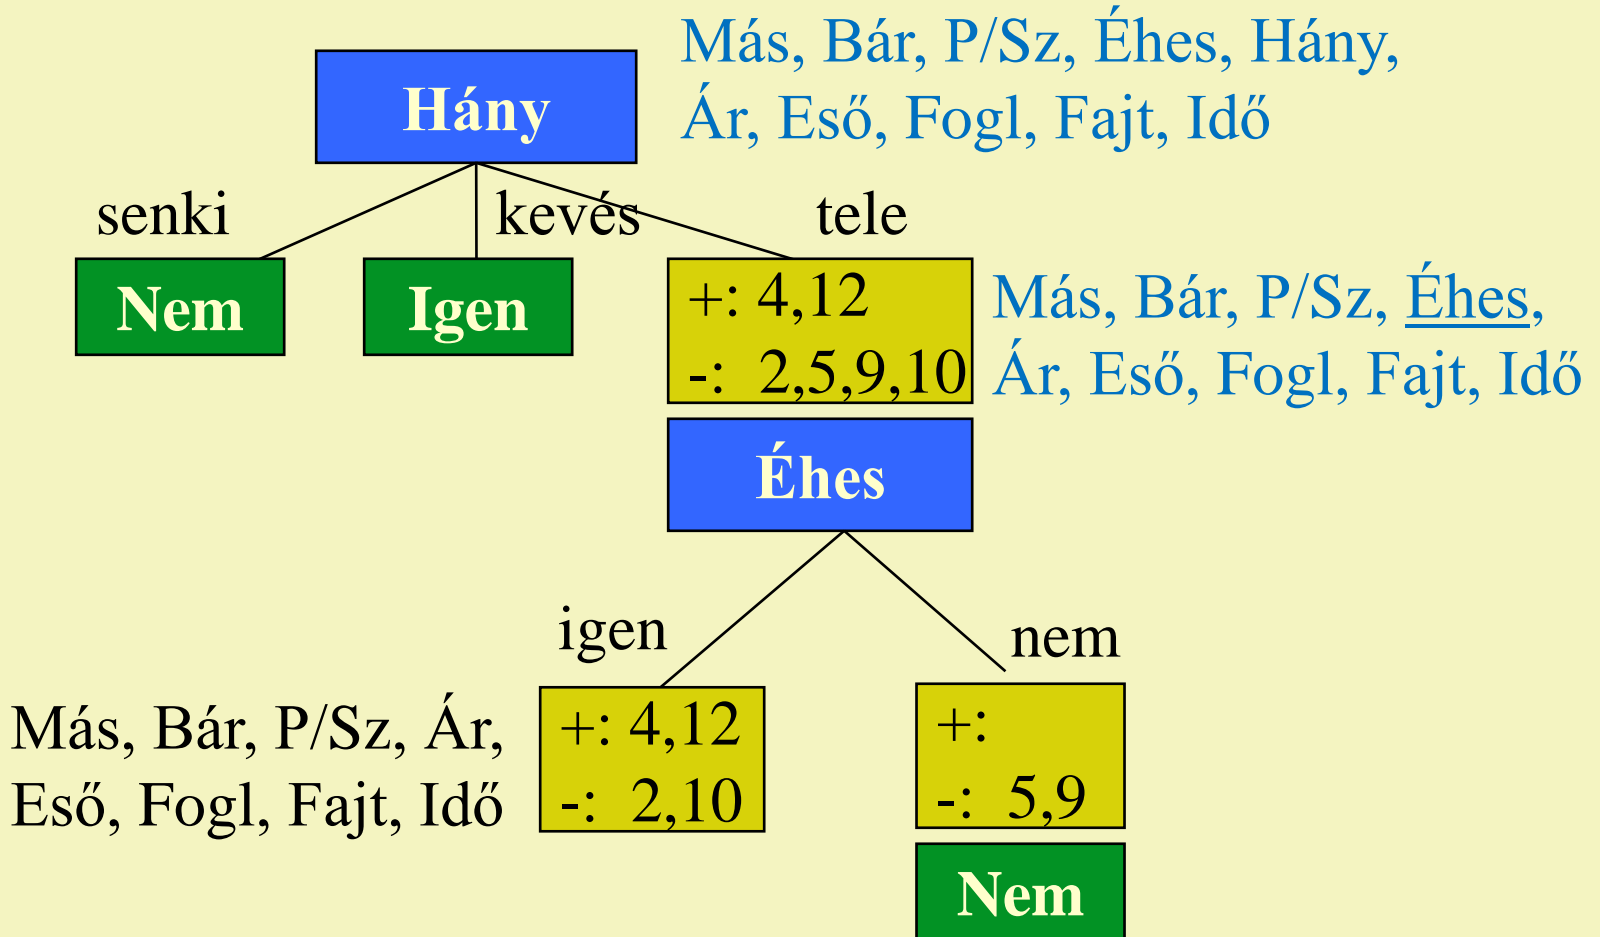 Más, Bár, P/Sz, Éhes, Hány,
Ár, Eső, Fogl, Fajt, Idő
Hány
senki
kevés
tele
Nem
Igen
+: 4,12
-: 2,5,9,10
Más, Bár, P/Sz, Éhes,
Ár, Eső, Fogl, Fajt, Idő
Éhes
igen
nem
Más, Bár, P/Sz, Ár,
Eső, Fogl, Fajt, Idő
+: 4,12
-: 2,10
+:
-: 5,9
Nem